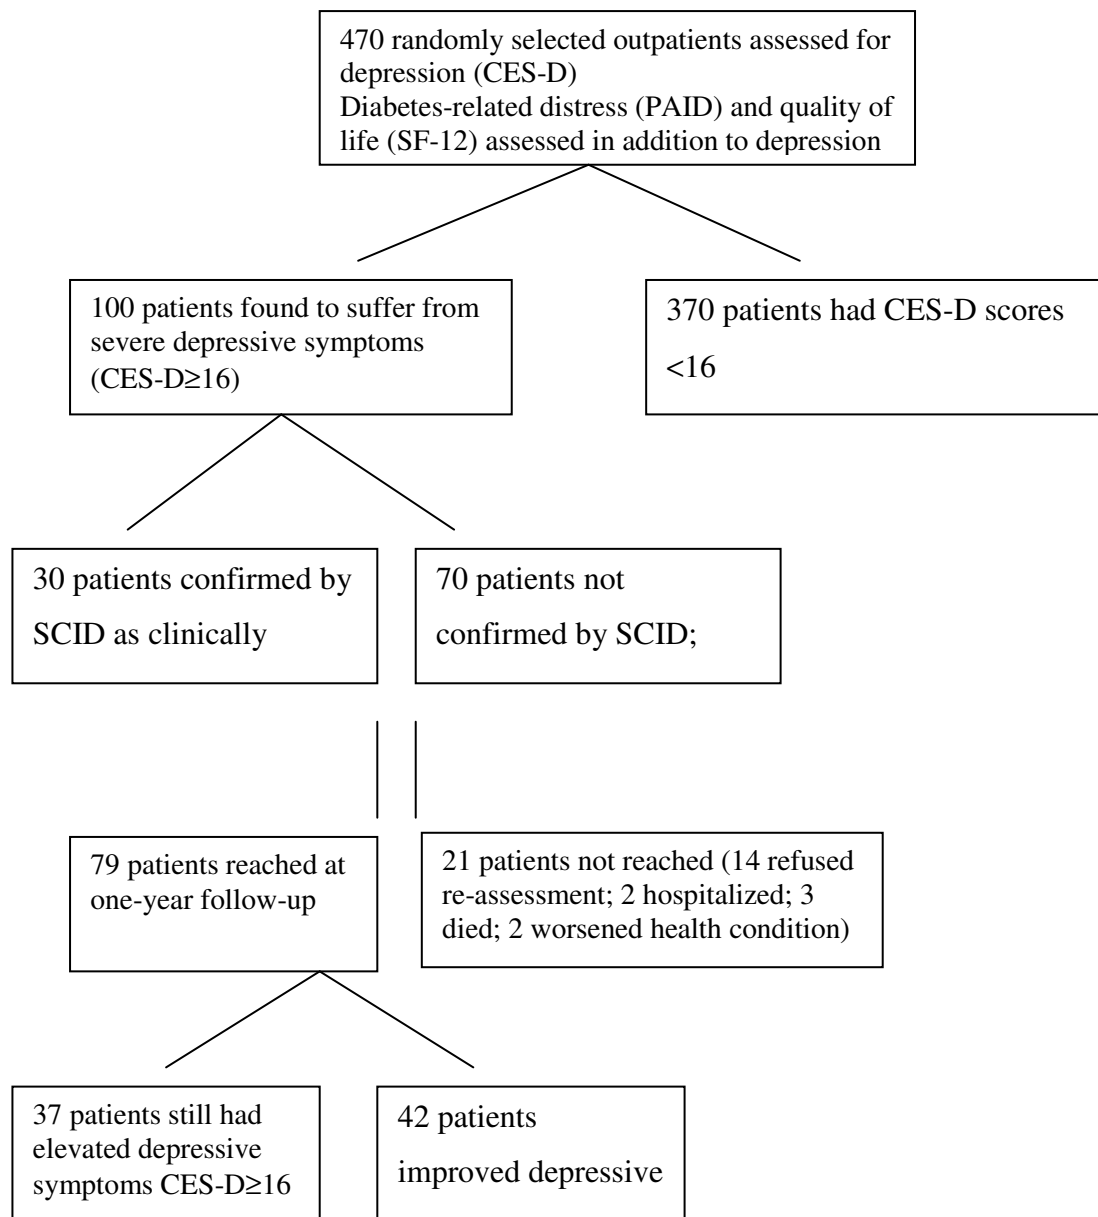 470 randomly selected outpatients assessed for
depression (CES-D)
Diabetes-related distress (PAID) and quality of
life (SF-12) assessed in addition to depression
100 patients found to suffer from
severe depressive symptoms
(CES-D≥16)
370 patients had CES-D scores
<16
30 patients confirmed by
SCID as clinically
70 patients not
confirmed by SCID;
79 patients reached at
one-year follow-up
21 patients not reached (14 refused
re-assessment; 2 hospitalized; 3
died; 2 worsened health condition)
37 patients still had
elevated depressive
symptoms CES-D≥16
42 patients
improved depressive